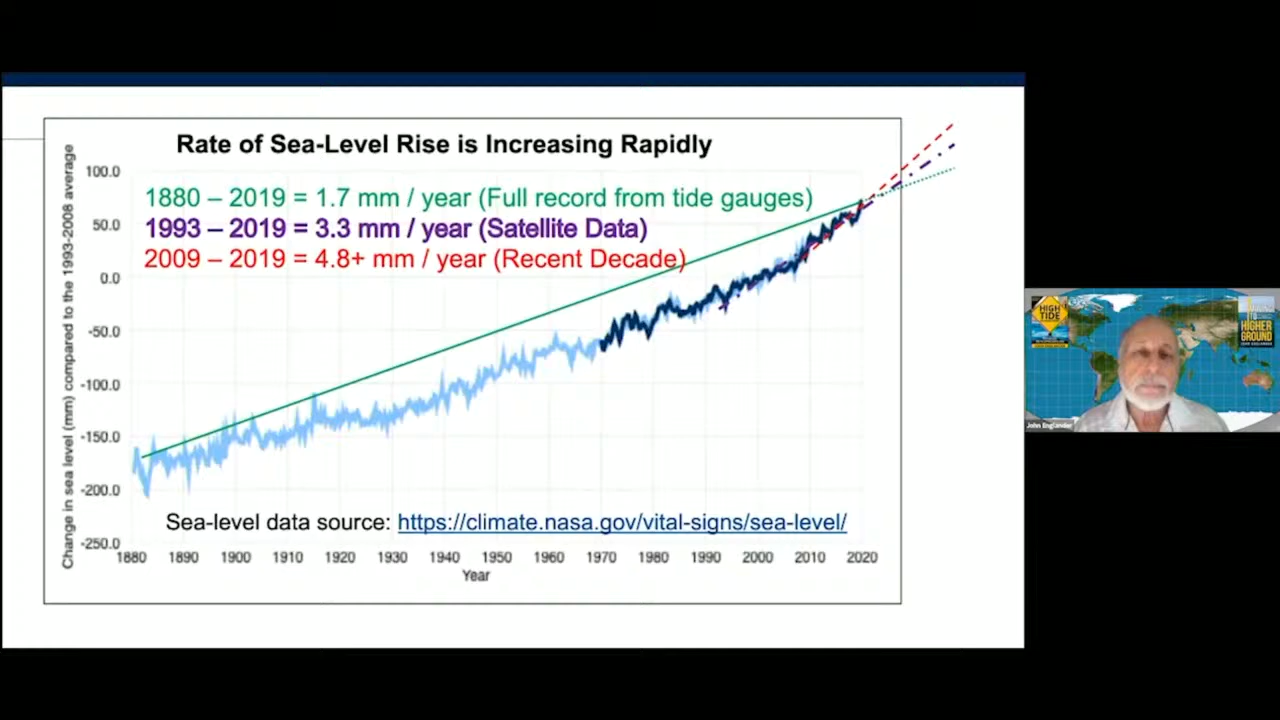 Rate of Sea-Level Rise is Increasing Rapidly
1880 – 2019 = 1.7 mm / year (Full record from tide gauges)
1993 – 2019 = 3.3 mm / year (Satellite Data)
2009 – 2019 = 4.8+ mm / year (Recent Decade)
Change in sea level (mm) compared to the 1993-2008 average
100.0
50.0
0.0
-50.0
-100.0
-150.0
-200.0
-250.0
Sea-level data source: https://climate.nasa.gov/vital-signs/sea-level/
1880 1890 1900 1910 1920 1930 1940 1950 1960 1970 1980 1990 2000 2010 2020
Year
HIGH
TIDE
HIGHER
GROUND
John Englander